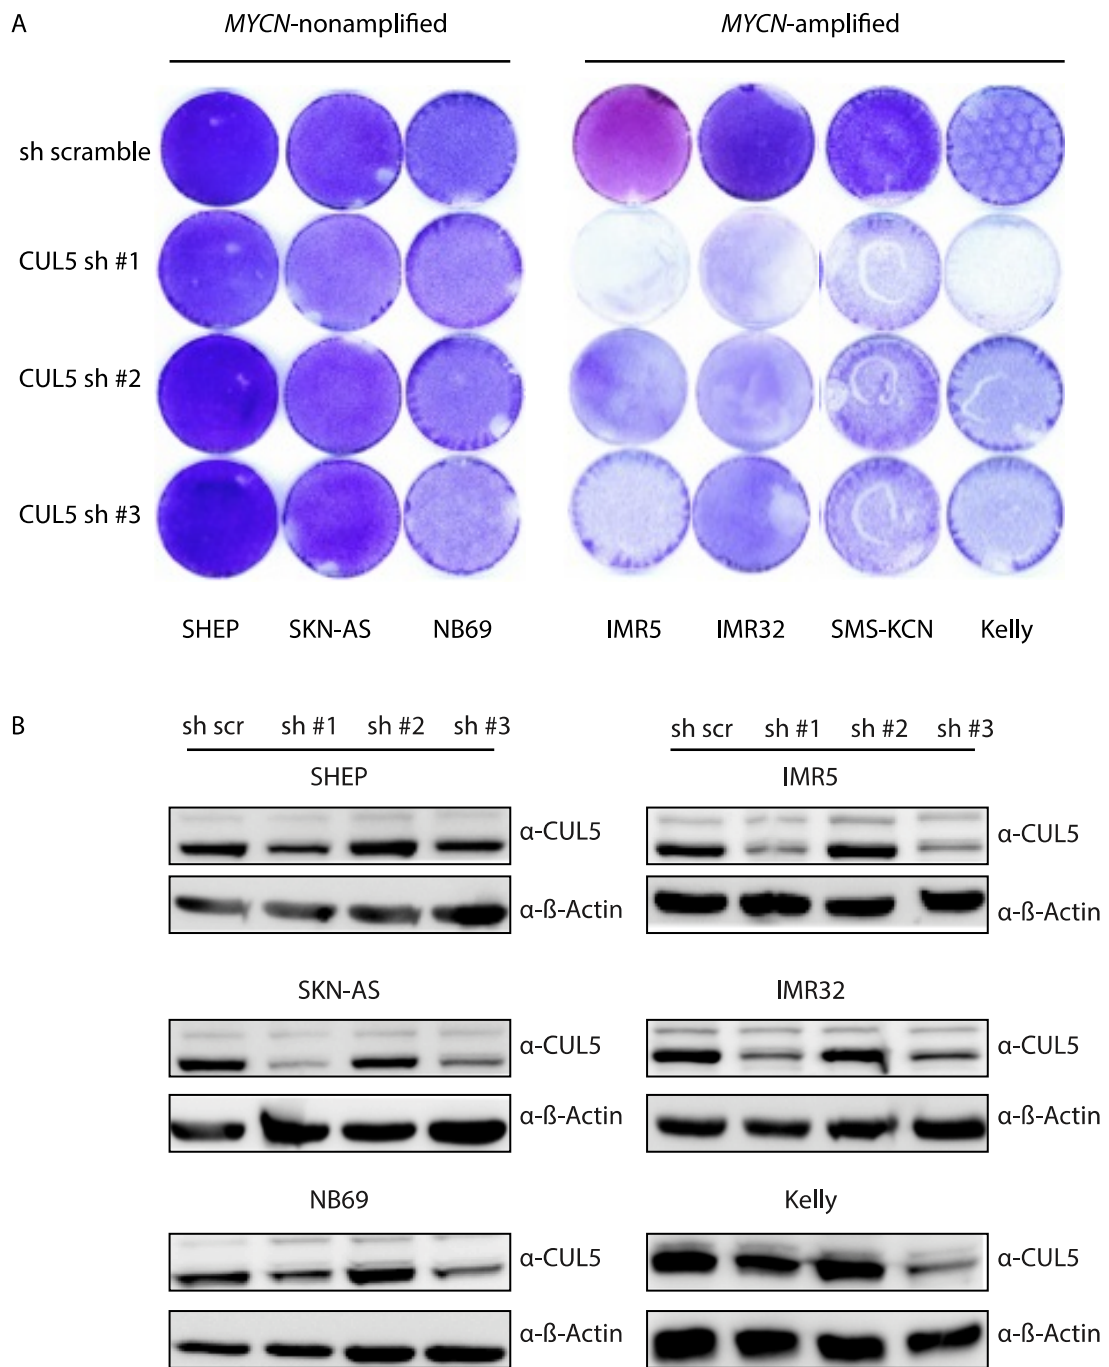 A
MYCN-nonamplified
MYCN-amplified
sh scramble
CUL5 sh #1
CUL5 sh #2
CUL5 sh #3
SHEP SKN-AS NB69 IMR5 IMR32 SMS-KCN Kelly
B
sh scr sh #1 sh #2 sh #3
SHEP
α-CUL5
α-ß-Actin
SKN-AS
α-CUL5
α-ß-Actin
NB69
α-CUL5
α-ß-Actin
sh scr sh #1 sh #2 sh #3
IMR5
α-CUL5
α-ß-Actin
IMR32
α-CUL5
α-ß-Actin
Kelly
α-CUL5
α-ß-Actin